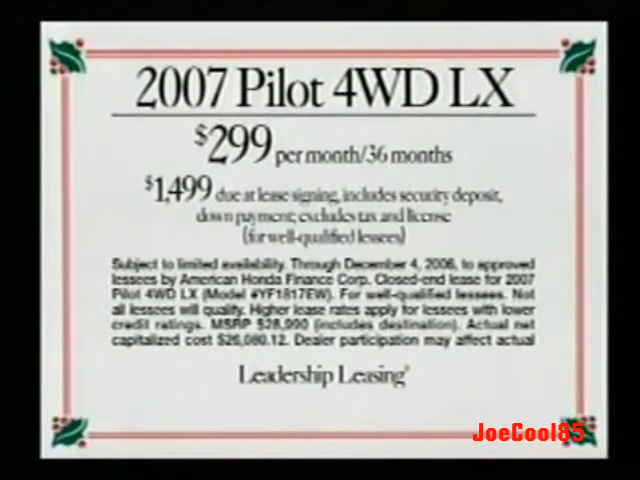 2007 Pilot 4WD LX
$299 per month/36 months
$1,499 due at lease signing, includes security deposit,
down payment; excludes tax and license
(for well-qualified lessees)
Subject to limited availability. Through December 4, 2006, to approved
lessees by American Honda Finance Corp. Closed-end lease for 2007
Pilot 4WD LX (Model #YF1817EW). For well-qualified lessees. Not
all lessees will qualify. Higher lease rates apply for lessees with lower
credit ratings. MSRP $28,990 (includes destination). Actual net
capitalized cost $26,080.12. Dealer participation may affect actual
Leadership Leasing
JoeCool85